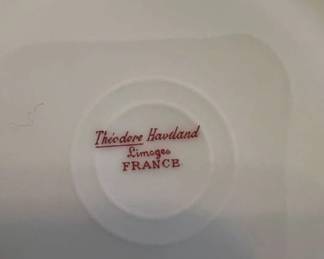 Théodore Haviland
Limoges
FRANCE